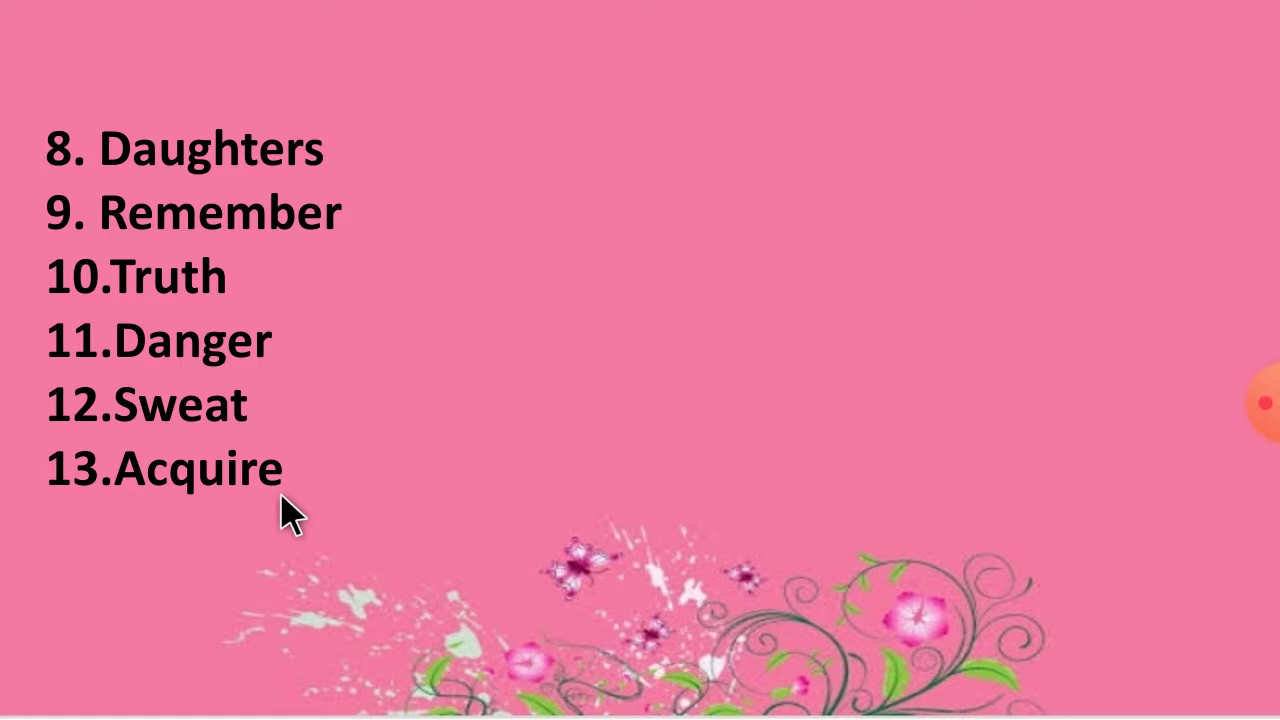 8. Daughters
9. Remember
10.Truth
11.Danger
12.Sweat
13.Acquire